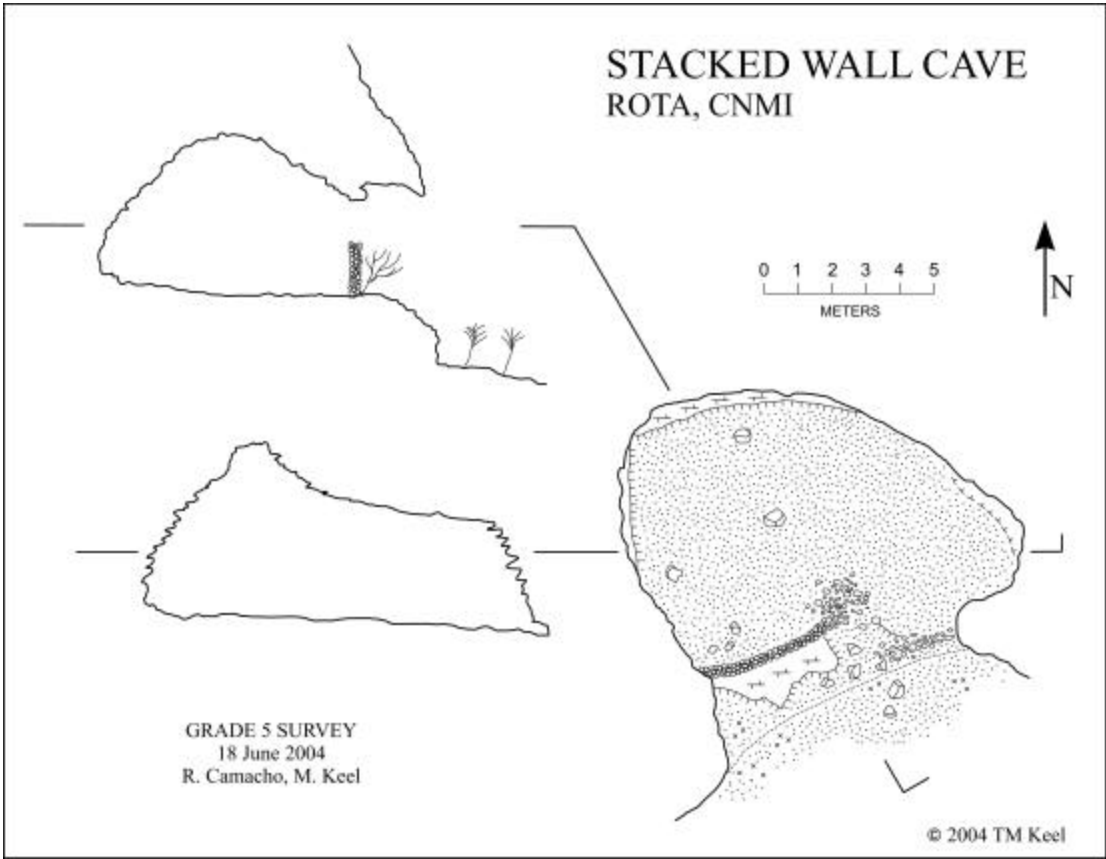 STACKED WALL CAVE
ROTA, CNMI
0 1 2 3 4 5
METERS
N
GRADE 5 SURVEY
18 June 2004
R. Camacho, M. Keel
© 2004 TM Keel